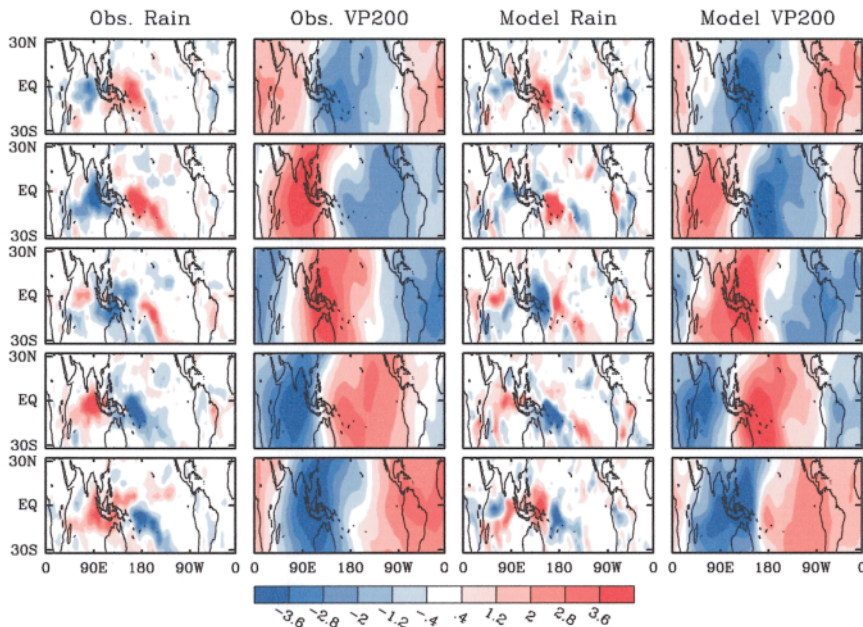 Obs. Rain Obs. VP200 Model Rain Model VP200
30N
EQ
30S
30N
EQ
30S
30N
EQ
30S
30N
EQ
30S
30N
EQ
30S
0 90E 180 90W 0 0 90E 180 90W 0 0 90E 180 90W 0 0 90E 180 90W 0
-3.6 -2.8 -2 -1.2 -.4 .4 1.2 2 2.8 3.6